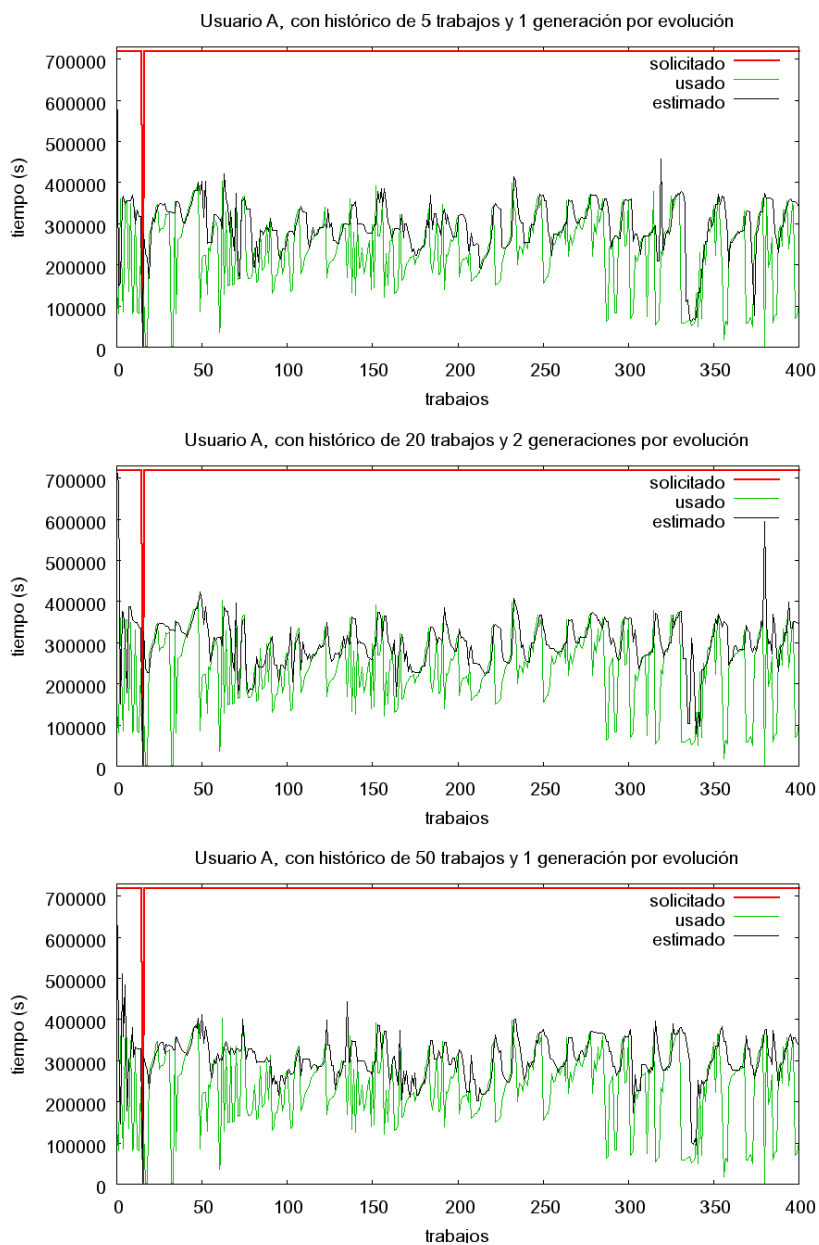 Usuario A, con histórico de 5 trabajos y 1 generación por evolución
700000
600000
500000
400000
300000
200000
100000
0
tiempo (s)
solicitado
usado
estimado
0 50 100 150 200 250 300 350 400
trabajos
Usuario A, con histórico de 20 trabajos y 2 generaciones por evolución
700000
600000
500000
400000
300000
200000
100000
0
tiempo (s)
solicitado
usado
estimado
0 50 100 150 200 250 300 350 400
trabajos
Usuario A, con histórico de 50 trabajos y 1 generación por evolución
700000
600000
500000
400000
300000
200000
100000
0
tiempo (s)
solicitado
usado
estimado
0 50 100 150 200 250 300 350 400
trabajos